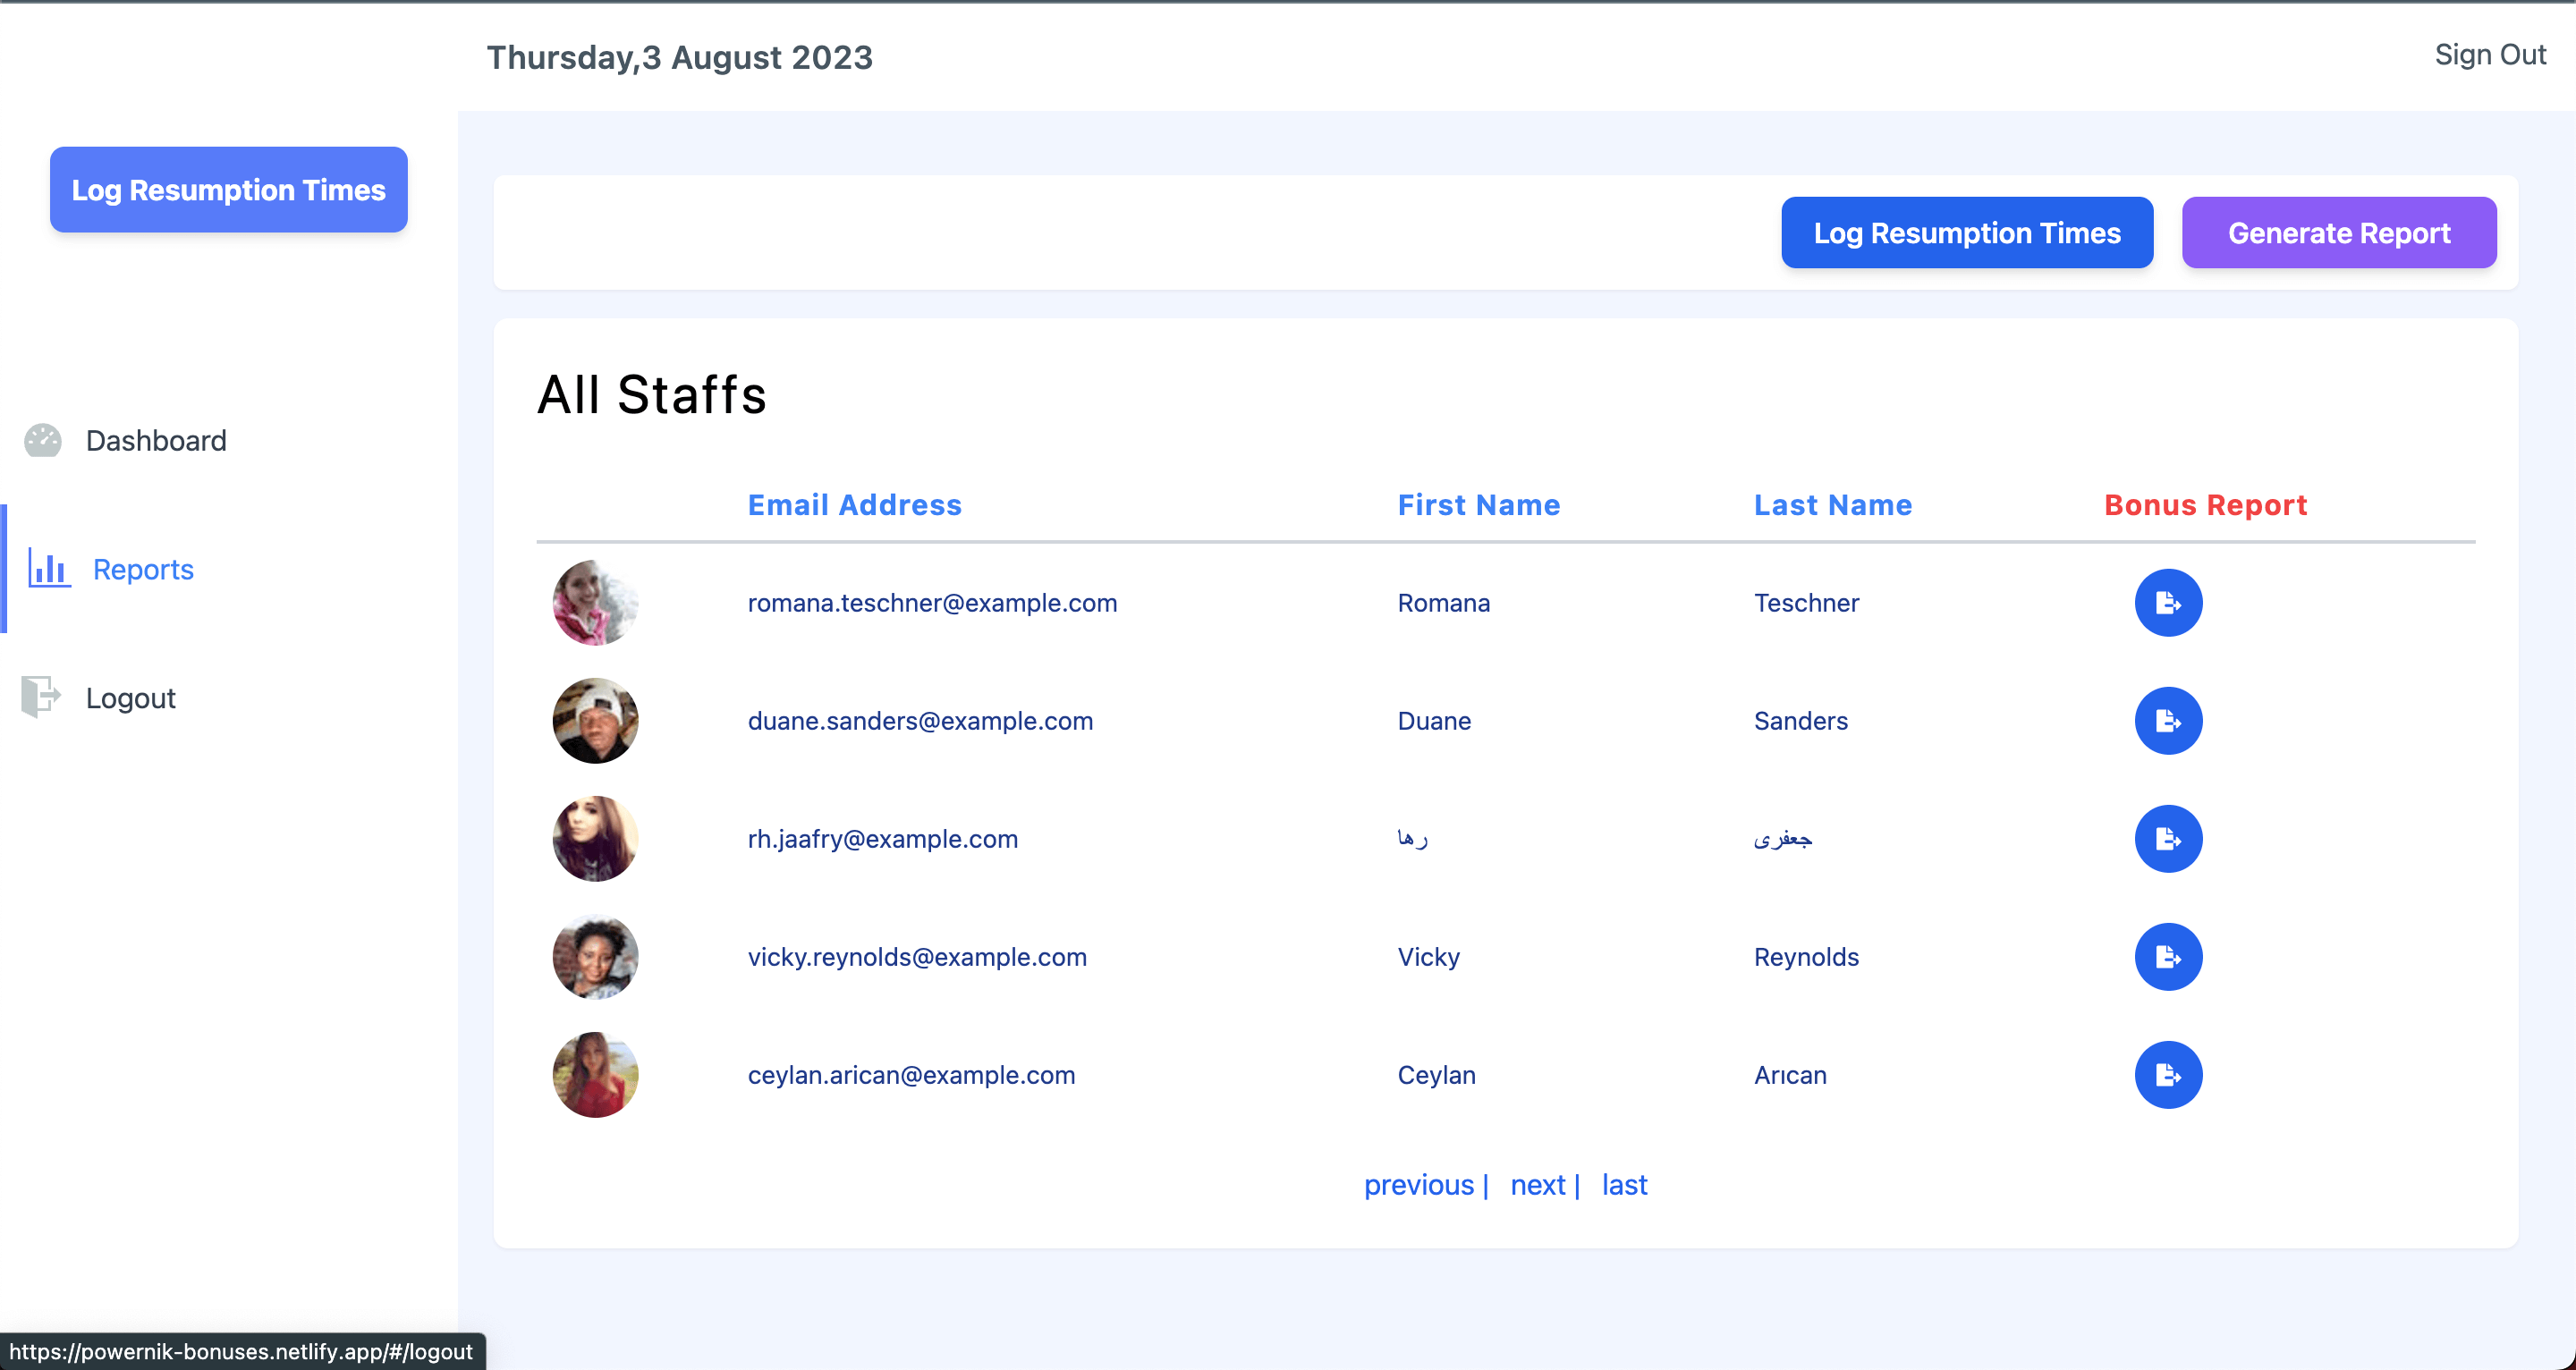 Thursday,3 August 2023
Sign Out
Log Resumption Times
Dashboard
Reports
Logout
Log Resumption Times
Generate Report
All Staffs
Email Address First Name Last Name Bonus Report
romana.teschner@example.com Romana Teschner
duane.sanders@example.com Duane Sanders
rh.jaafry@example.com رها جعفری
vicky.reynolds@example.com Vicky Reynolds
ceylan.arican@example.com Ceylan Arıcan
previous | next | last
https://powernik-bonuses.netlify.app/#/logout